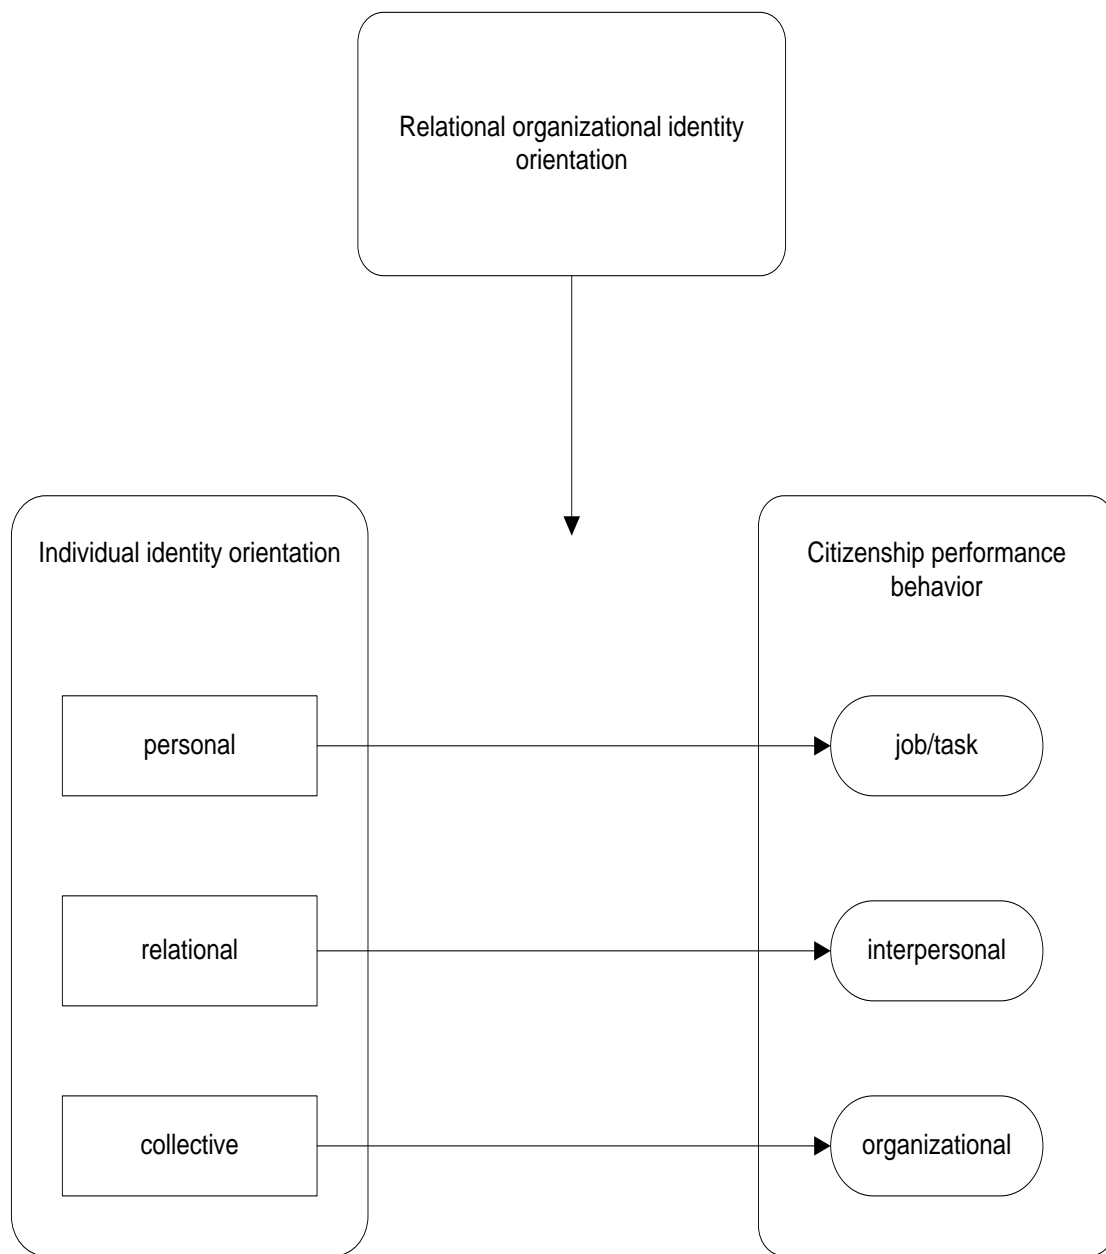 Relational organizational identity
orientation
Individual identity orientation
Citizenship performance
behavior
personal
job/task
relational
interpersonal
collective
organizational